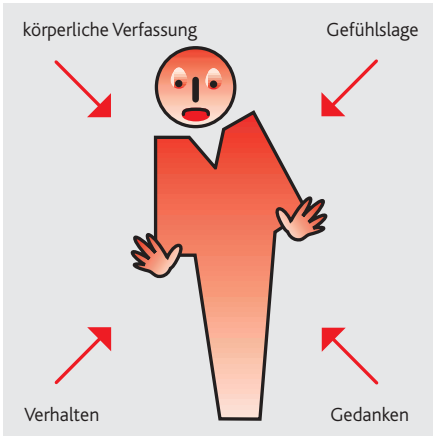 körperliche Verfassung
Gefühlslage
Verhalten
Gedanken